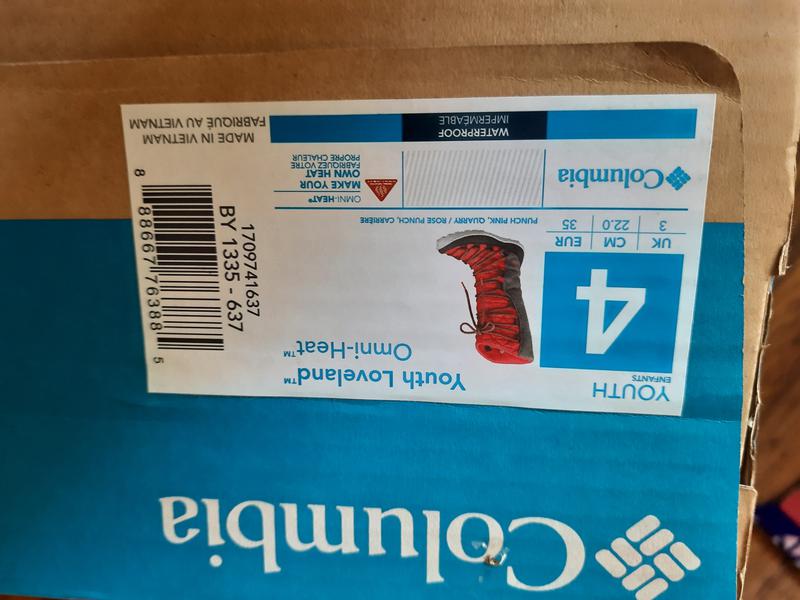 Columbia
YOUTH
ENFANTS
4
UK CM EUR
3 22.0 35
Youth Loveland™
Omni-Heat™
PUNCH PINK, QUARRY / ROSE PUNCH, CARRIÈRE
Columbia
WATERPROOF
IMPERMÉABLE
OMNI-HEAT®
MAKE YOUR
OWN HEAT
FABRIQUEZ VOTRE
PROPRE CHALEUR
1709741637
BY 1335 - 637
8 88667 76388 5
MADE IN VIETNAM
FABRIQUÉ AU VIETNAM